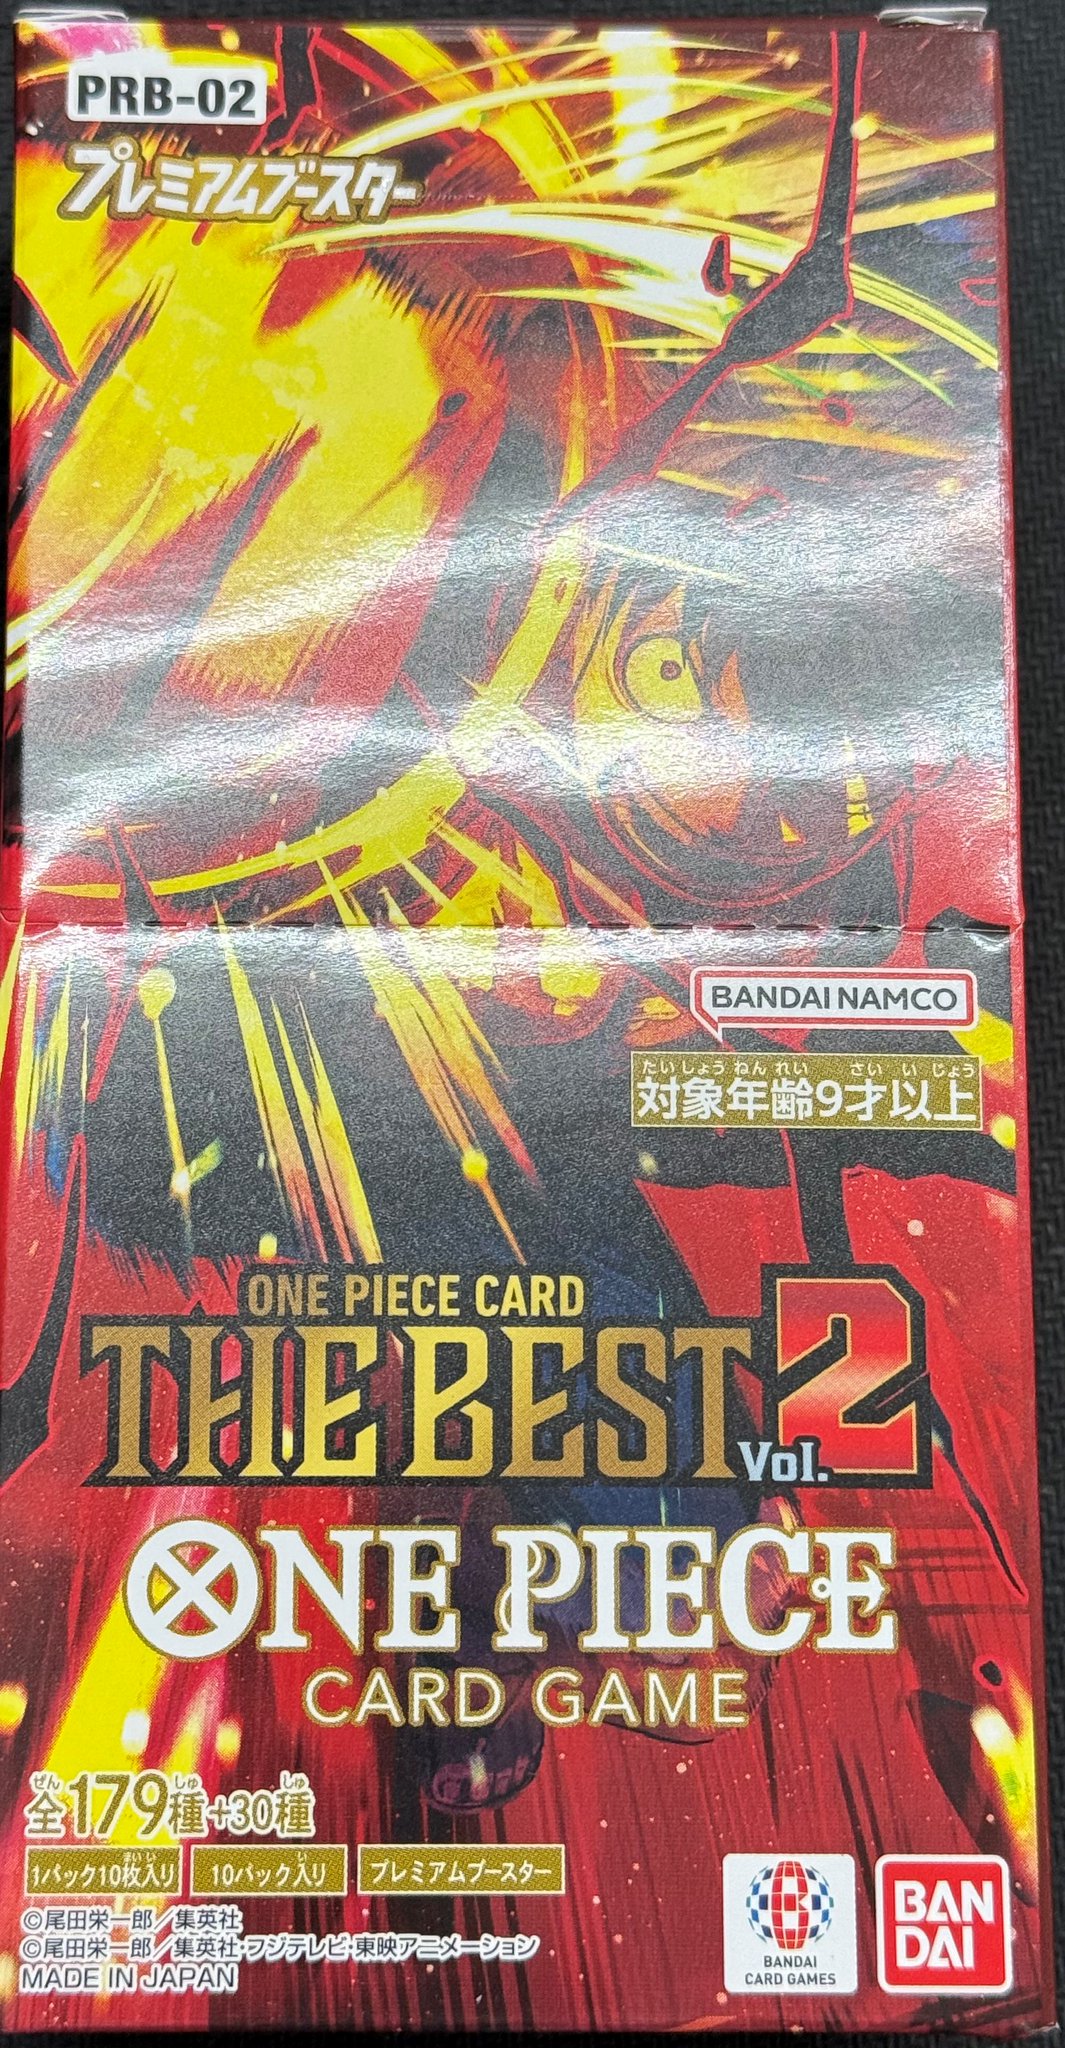 PRB-02
プレミアムブースター
BANDAI NAMCO
たいしょうねんれい さいいじょう
対象年齢9才以上
ONE PIECE CARD
THE BEST
Vol.2
ONE PIECE
CARD GAME
ぜん しゅ しゅ
全179種+30種
まいい い
1パック10枚入り 10パック入り プレミアムブースター
©尾田栄一郎/集英社
©尾田栄一郎/集英社・フジテレビ・東映アニメーション
MADE IN JAPAN
BANDAI
CARD GAMES
BAN
DAI